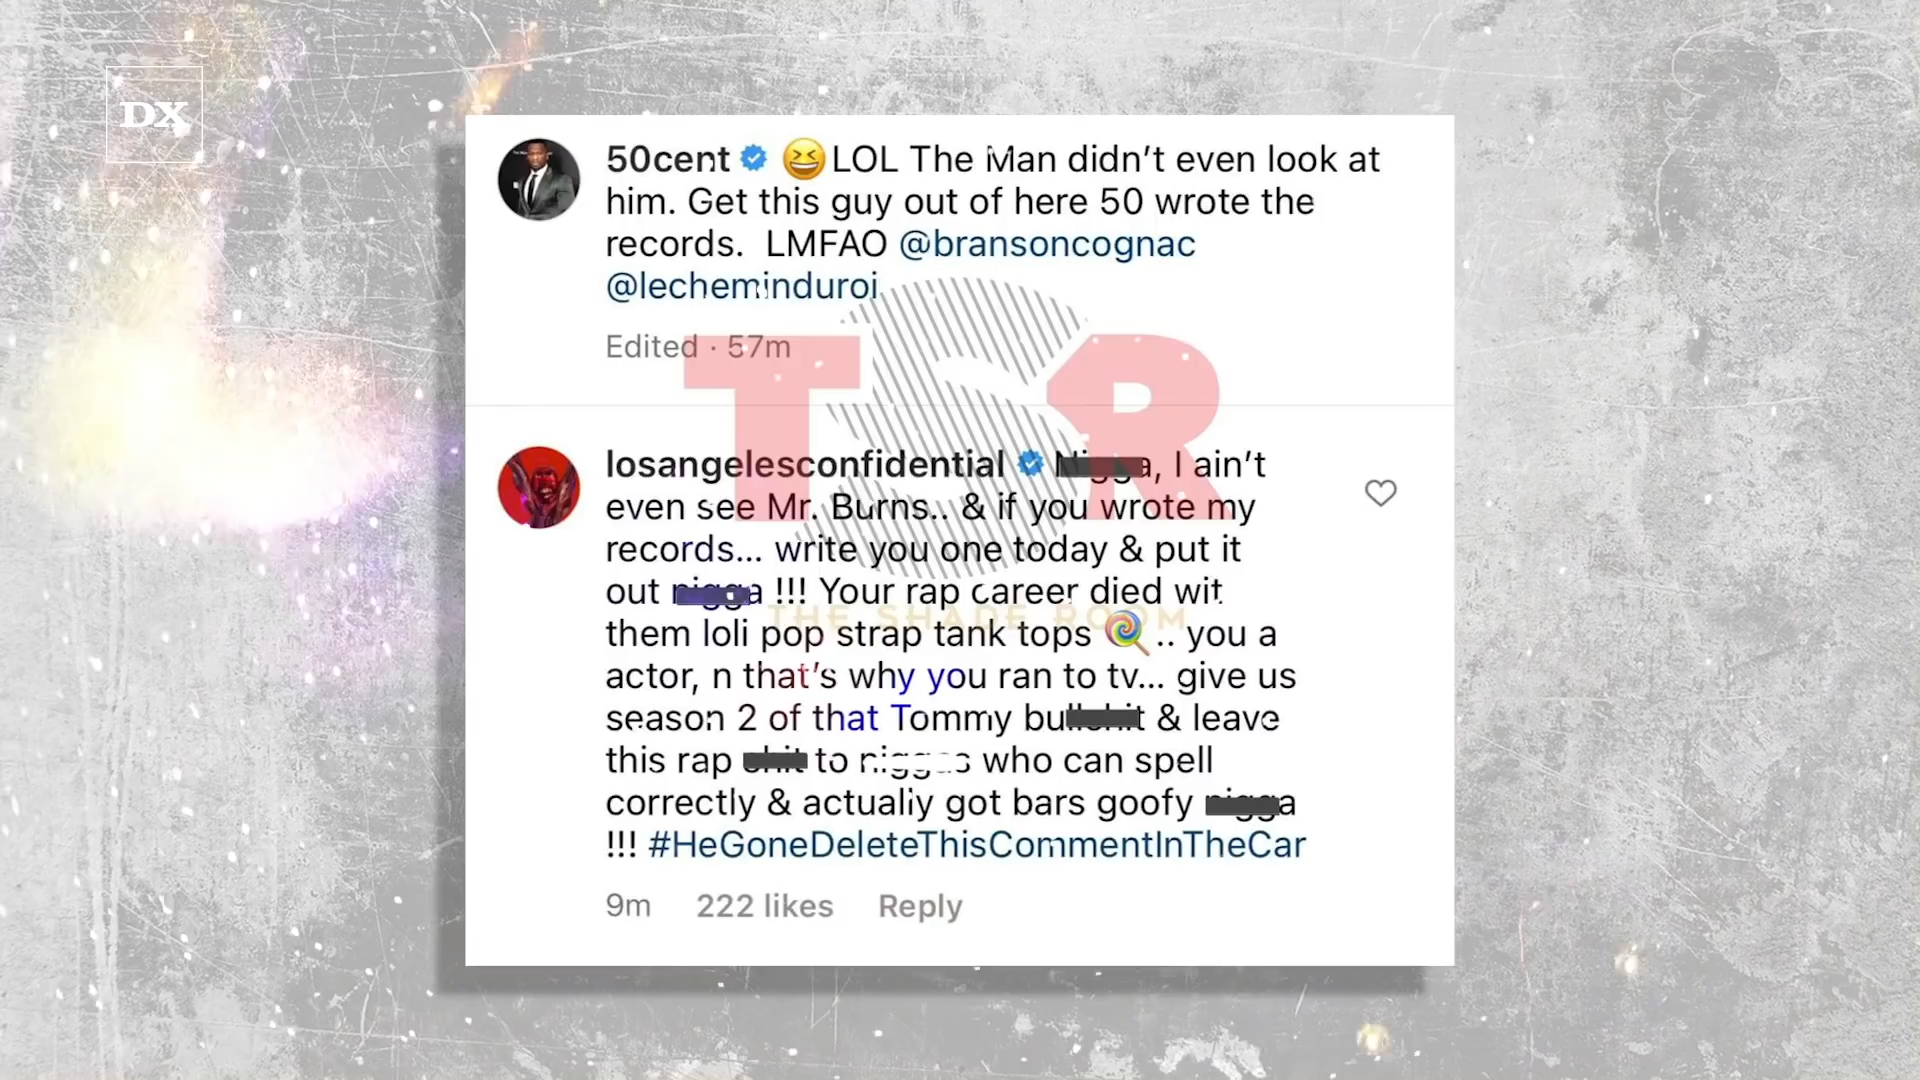 DX
50cent 😆 LOL The Man didn't even look at
him. Get this guy out of here 50 wrote the
records. LMFAO @bransoncognac
@lecheminduroi
Edited · 57m
TSR
THE SHADE ROOM
losangelesconfidential Nigga, I ain't
even see Mr. Burns.. & if you wrote my
records... write you one today & put it
out nigga !!! Your rap career died wit
them loli pop strap tank tops 🍭 .. you a
actor, n that's why you ran to tv... give us
season 2 of that Tommy bullshit & leave
this rap shit to niggas who can spell
correctly & actually got bars goofy nigga
!!! #HeGoneDeleteThisCommentInTheCar
9m 222 likes Reply